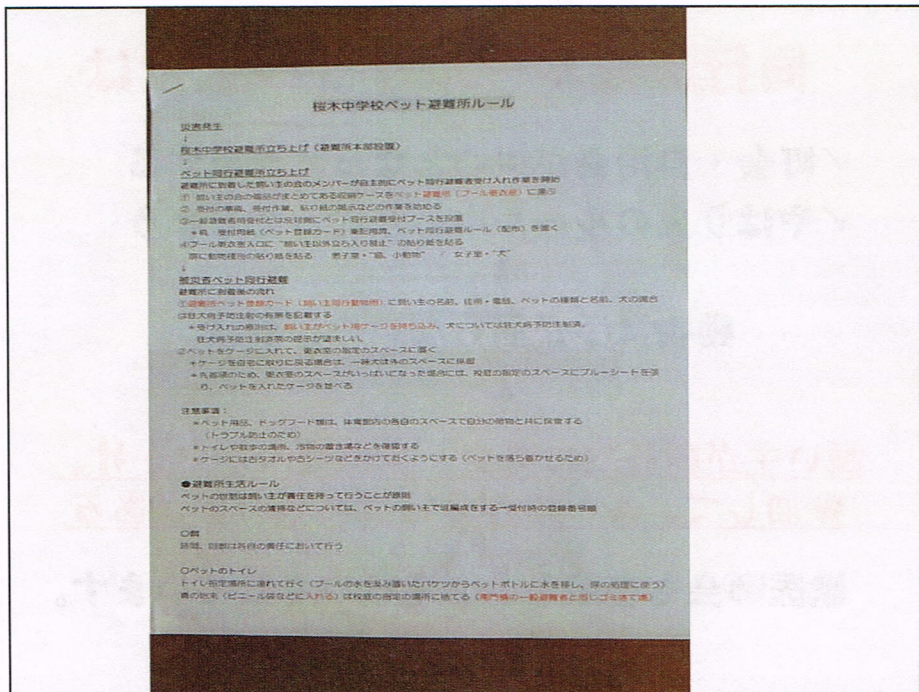 桜木中学校ペット避難所ルール
災害発生
↓
桜木中学校避難所立ち上げ（避難所本部設置）
↓
ペット同行避難所立ち上げ
避難所に到着した飼い主の会のメンバーが自主的にペット同行避難者受け入れ作業を開始
① 飼い主の会の備品がまとめてある収納ケースをペット避難所（プール更衣室）に運ぶ
② 受付の準備、受付作業、貼り紙の掲示などの作業を始める
③一般避難者用受付とは反対側にペット同行避難受付ブースを設置
＊机、受付用紙（ペット登録カード）筆記用具、ペット同行避難ルール（配布）を置く
④プール更衣室入口に“飼い主以外立ち入り禁止”の貼り紙を貼る
扉に動物種別の貼り紙を貼る 男子室・“猫、小動物” / 女子室・“犬”
↓
被災者ペット同行避難
避難所に到着後の流れ
①避難所ペット登録カード（飼い主同行動物用）に飼い主の名前、住所・電話、ペットの種類と名前、犬の場合
は狂犬病予防注射の有無を記載する
＊受け入れの原則は、飼い主がペット用ケージを持ち込み、犬については狂犬病予防注射済。
狂犬病予防注射済票の提示が望ましい。
②ペットをケージに入れて、更衣室の指定のスペースに置く
＊ケージを自宅に取りに戻る場合は、一時犬は外のスペースに係留
＊先着順のため、更衣室のスペースがいっぱいになった場合には、校庭の指定のスペースにブルーシートを張
り、ペットを入れたケージを並べる
注意事項：
＊ペット用品、ドッグフード類は、体育館内の各自のスペースで自分の荷物と共に保管する
（トラブル防止のため）
＊トイレや散歩の場所、汚物の置き場などを確認する
＊ケージには古タオルや古シーツなどをかけておくようにする（ペットを落ち着かせるため）
●避難所生活ルール
ペットの世話は飼い主が責任を持って行うことが原則
ペットのスペースの清掃などについては、ペットの飼い主で班編成をする→受付時の登録番号順
○餌
時間、回数は各自の責任において行う
○ペットのトイレ
トイレ指定場所に連れて行く（プールの水を汲み置いたバケツからペットボトルに水を移し、尿の処理に使う）
糞の始末（ビニール袋などに入れる）は校庭の指定の場所に捨てる（南門横の一般避難者と同じゴミ捨て場）